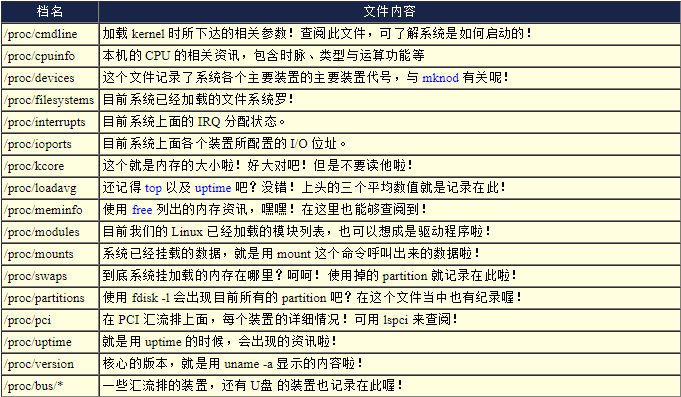 档名 文件内容
/proc/cmdline 加载 kernel 时所下达的相关参数！查阅此文件，可了解系统是如何启动的！
/proc/cpuinfo 本机的 CPU 的相关资讯，包含时脉、类型与运算功能等
/proc/devices 这个文件记录了系统各个主要装置的主要装置代号，与 mknod 有关呢！
/proc/filesystems 目前系统已经加载的文件系统罗！
/proc/interrupts 目前系统上面的 IRQ 分配状态。
/proc/ioports 目前系统上面各个装置所配置的 I/O 位址。
/proc/kcore 这个就是内存的大小啦！好大对吧！但是不要读他啦！
/proc/loadavg 还记得 top 以及 uptime 吧？没错！上头的三个平均数值就是记录在此！
/proc/meminfo 使用 free 列出的内存资讯，嘿嘿！在这里也能够查阅到！
/proc/modules 目前我们的 Linux 已经加载的模块列表，也可以想成是驱动程序啦！
/proc/mounts 系统已经挂载的数据，就是用 mount 这个命令呼叫出来的数据啦！
/proc/swaps 到底系统挂加载的内存在哪里？呵呵！使用掉的 partition 就记录在此啦！
/proc/partitions 使用 fdisk -l 会出现目前所有的 partition 吧？在这个文件当中也有纪录喔！
/proc/pci 在 PCI 汇流排上面，每个装置的详细情况！可用 lspci 来查阅！
/proc/uptime 就是用 uptime 的时候，会出现的资讯啦！
/proc/version 核心的版本，就是用 uname -a 显示的内容啦！
/proc/bus/* 一些汇流排的装置，还有 U盘 的装置也记录在此喔！